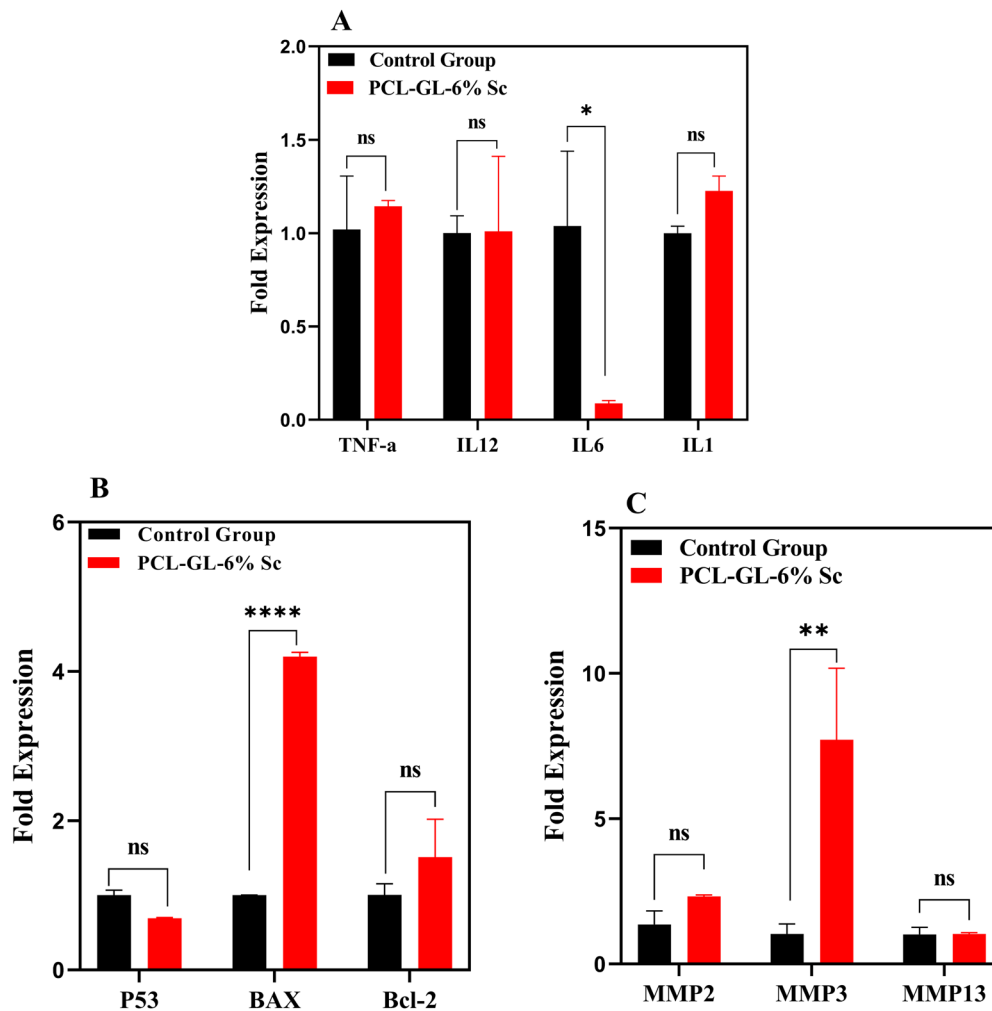 A
2.0
Control Group
PCL-GL-6% Sc
ns
ns
*
ns
1.5
1.0
0.5
0.0
Fold Expression
TNF-a IL12 IL6 IL1
B
6
Control Group
PCL-GL-6% Sc
****
ns
ns
4
2
0
Fold Expression
P53 BAX Bcl-2
C
15
Control Group
PCL-GL-6% Sc
**
ns
ns
10
5
0
Fold Expression
MMP2 MMP3 MMP13